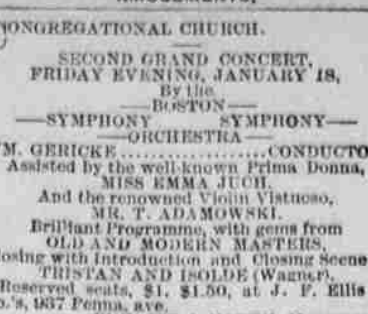 AMUSEMENTS,
CONGREGATIONAL CHURCH.
SECOND GRAND CONCERT,
FRIDAY EVENING, JANUARY 18,
By the
BOSTON
SYMPHONY SYMPHONY
ORCHESTRA
M. GERICKE..................CONDUCTO
Assisted by the well-known Prima Donna,
MISS EMMA JUCH.
And the renowned Violin Vistuoso,
MR. T. ADAMOWSKI.
Brilliant Programme, with gems from
OLD AND MODERN MASTERS,
osing with Introduction and Closing Scene
TRISTAN AND ISOLDE (Wagner).
Reserved seats, $1, $1.50, at J. F. Ellis
o.'s, 937 Penna. ave.